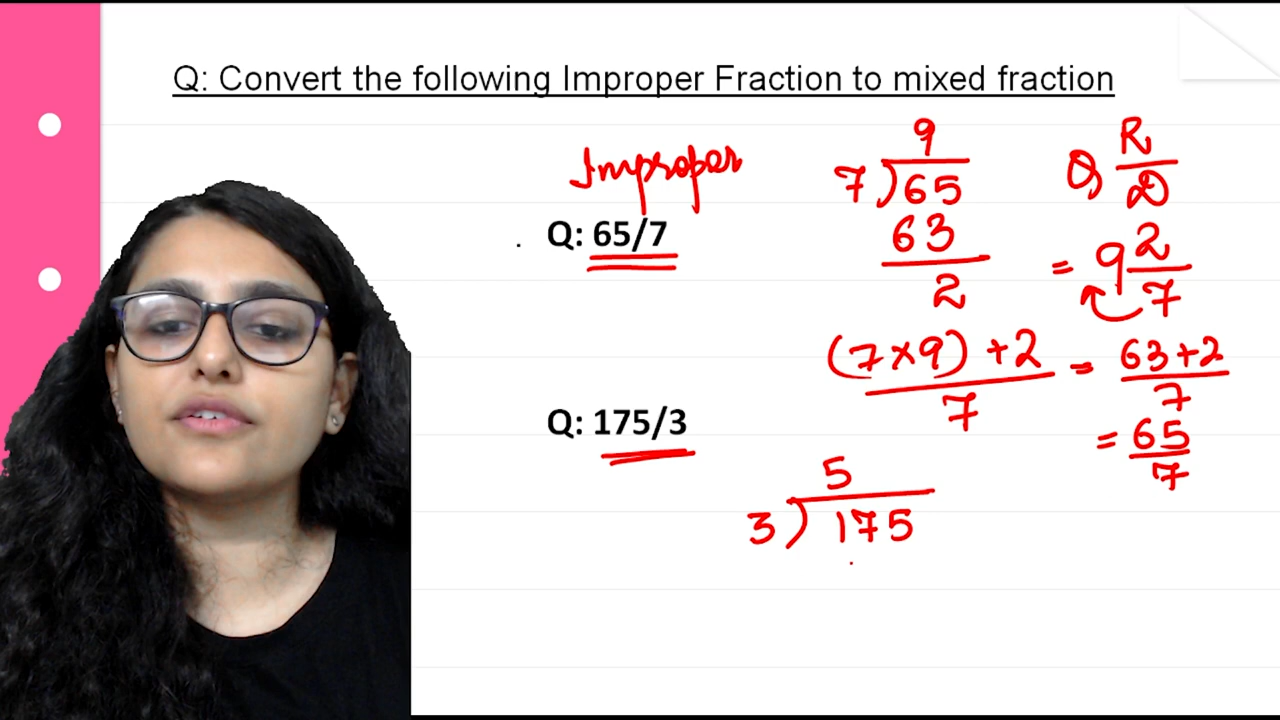 Q: Convert the following Improper Fraction to mixed fraction
Improper
Q: 65/7
9
7)65
63
2
Q R/D
= 9 2/7
(7×9)+2/7 = 63+2/7
= 65/7
Q: 175/3
5
3)175